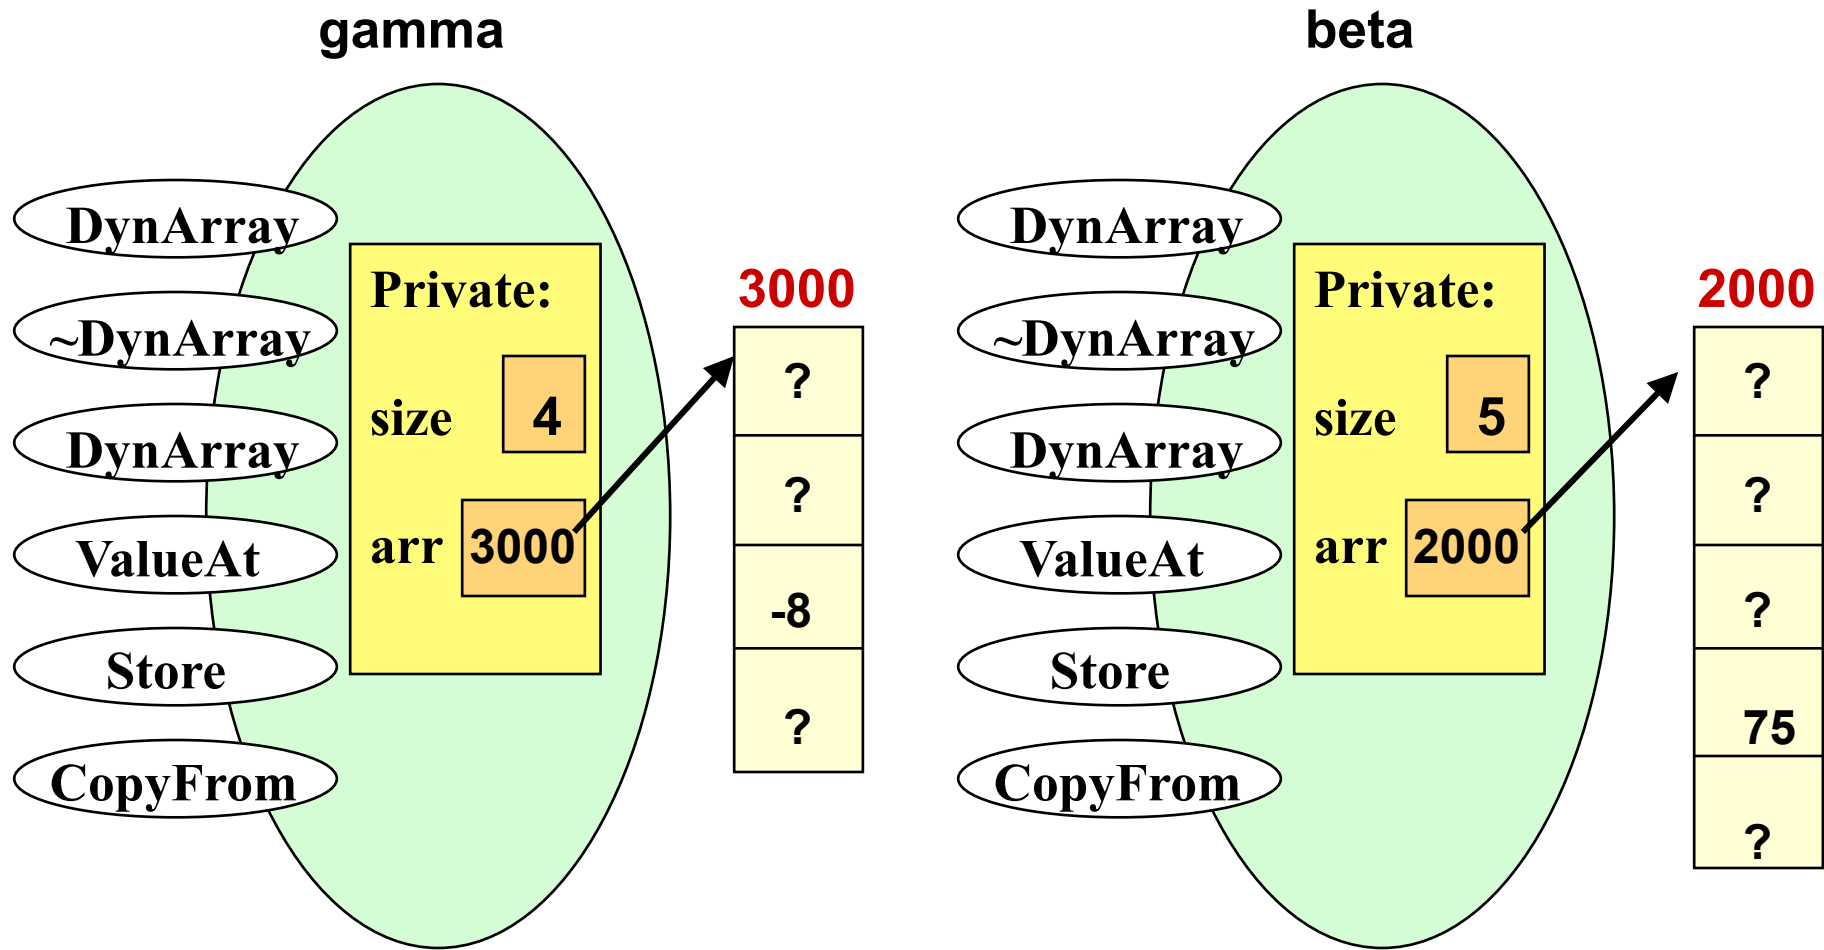 gamma
DynArray
~DynArray
DynArray
ValueAt
Store
CopyFrom
Private:
size 4
arr 3000
3000
?
?
-8
?
beta
DynArray
~DynArray
DynArray
ValueAt
Store
CopyFrom
Private:
size 5
arr 2000
2000
?
?
?
75
?